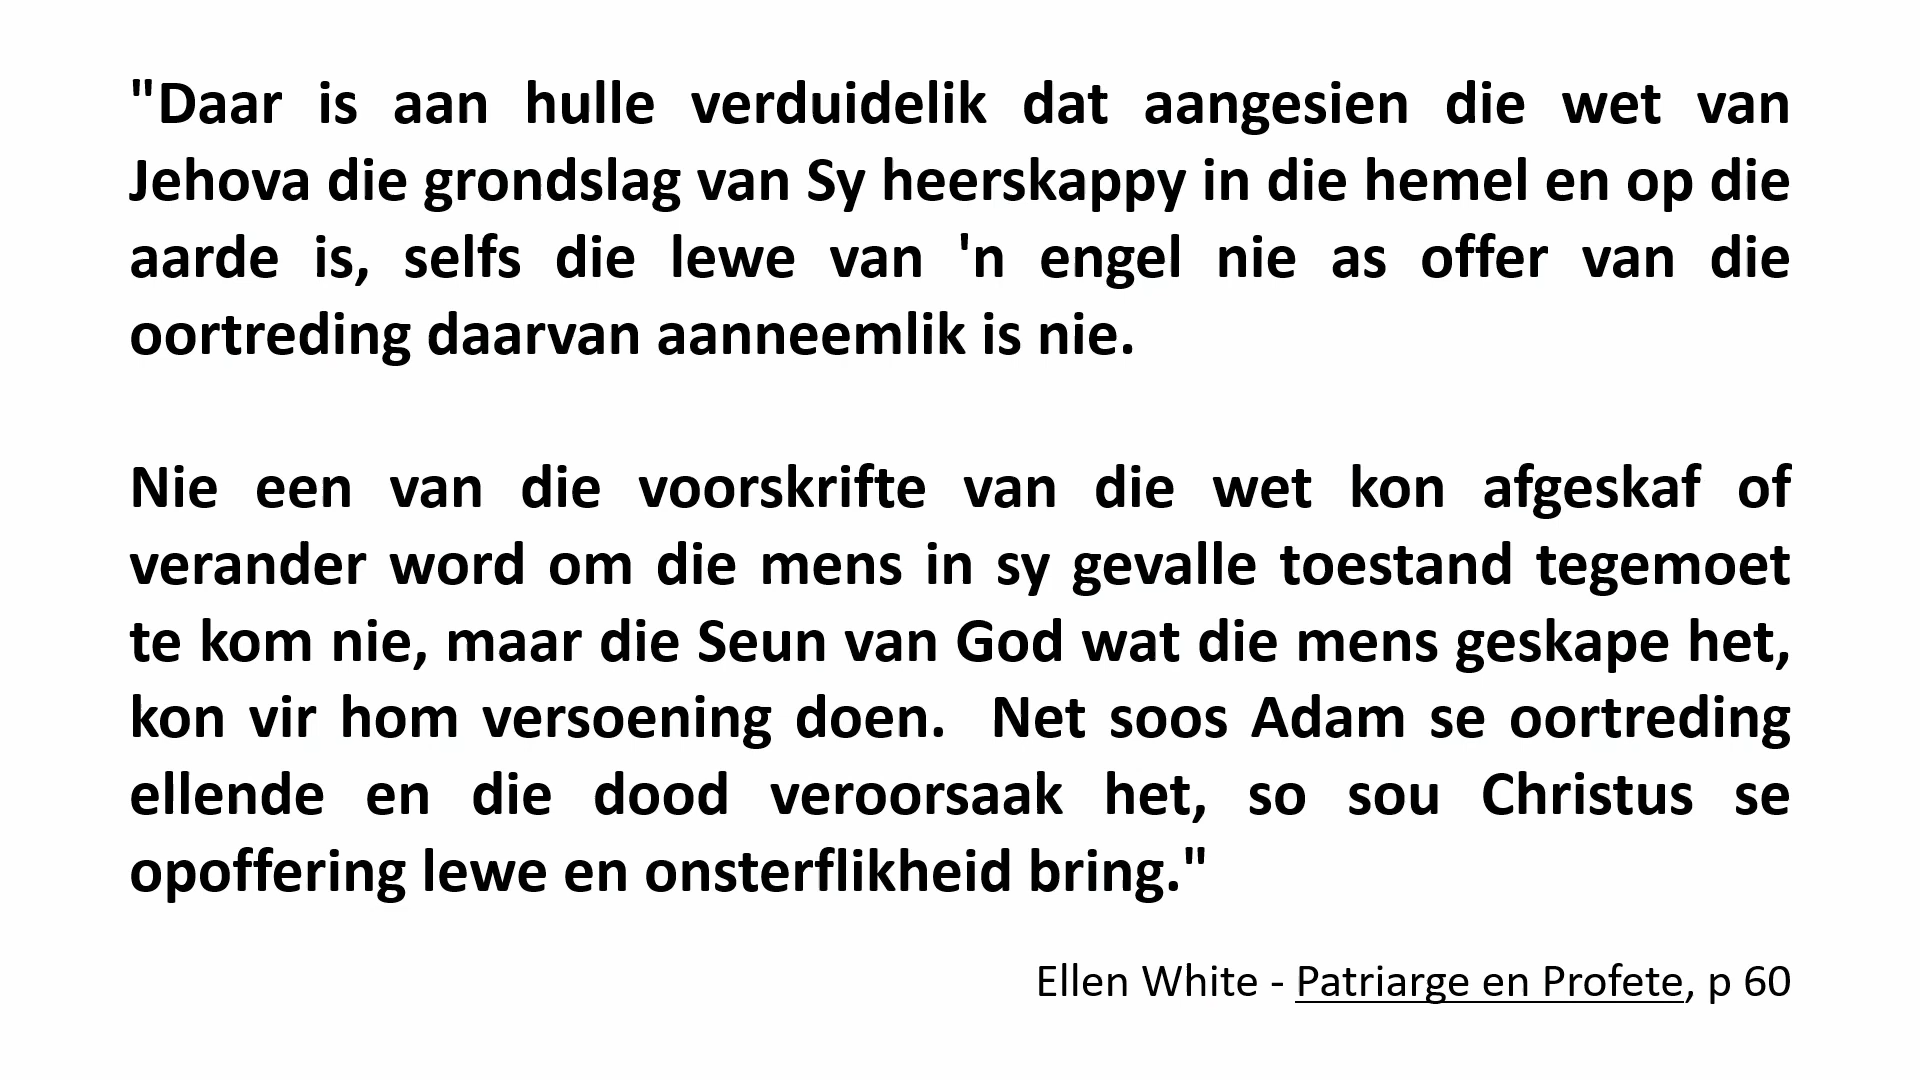 "Daar is aan hulle verduidelik dat aangesien die wet van
Jehova die grondslag van Sy heerskappy in die hemel en op die
aarde is, selfs die lewe van 'n engel nie as offer van die
oortreding daarvan aanneemlik is nie.
Nie een van die voorskrifte van die wet kon afgeskaf of
verander word om die mens in sy gevalle toestand tegemoet
te kom nie, maar die Seun van God wat die mens geskape het,
kon vir hom versoening doen.  Net soos Adam se oortreding
ellende en die dood veroorsaak het, so sou Christus se
opoffering lewe en onsterflikheid bring."
Ellen White - Patriarge en Profete, p 60